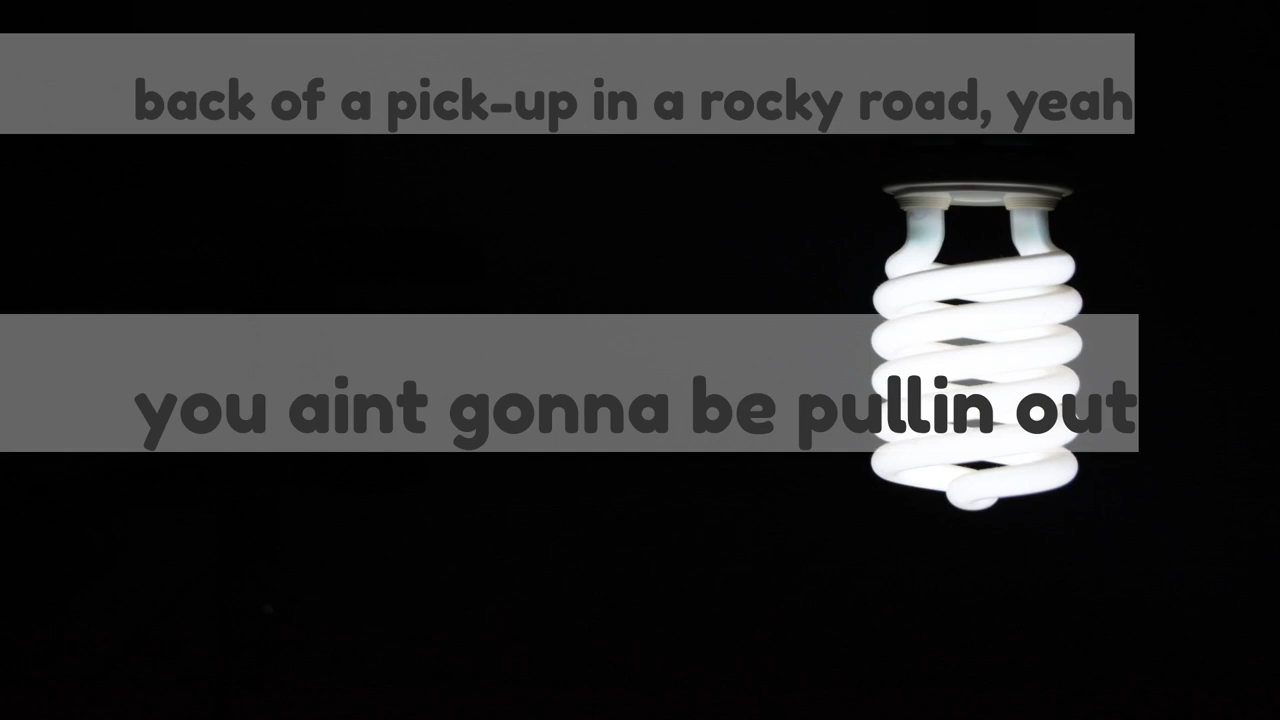 back of a pick-up in a rocky road, yeah
you aint gonna be pullin out